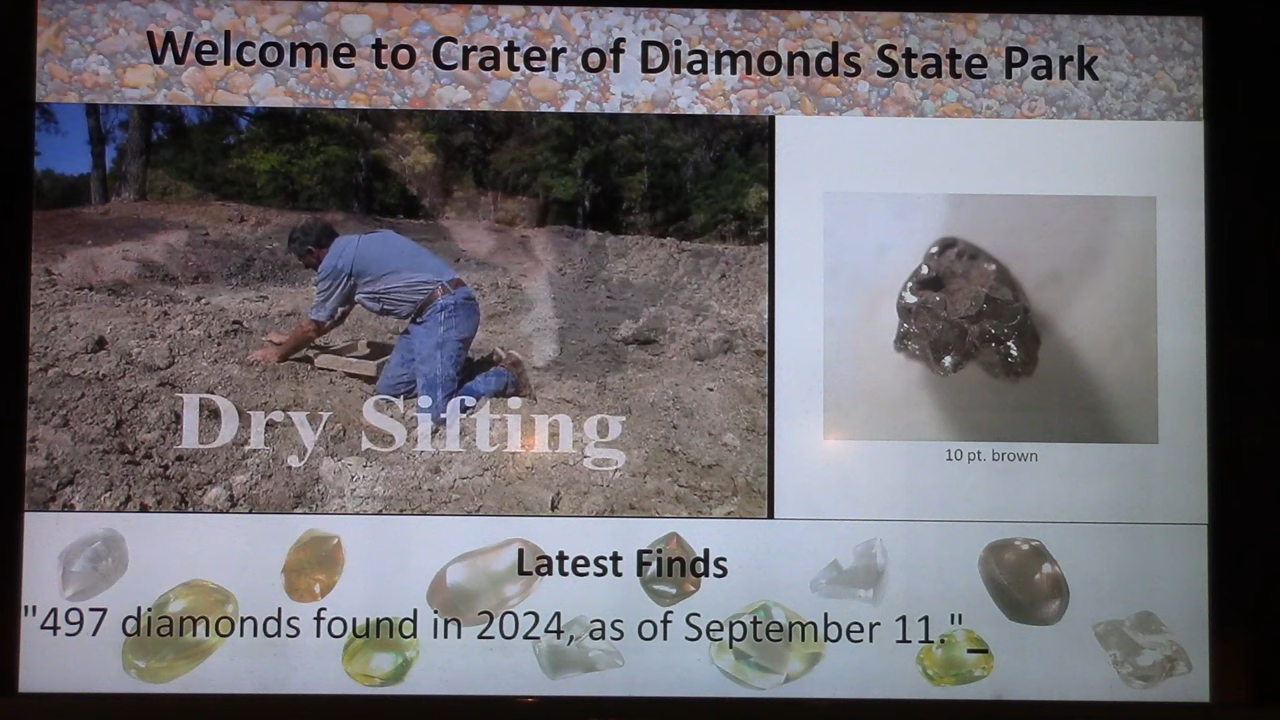 Welcome to Crater of Diamonds State Park
Dry Sifting
10 pt. brown
Latest Finds
"497 diamonds found in 2024, as of September 11."_